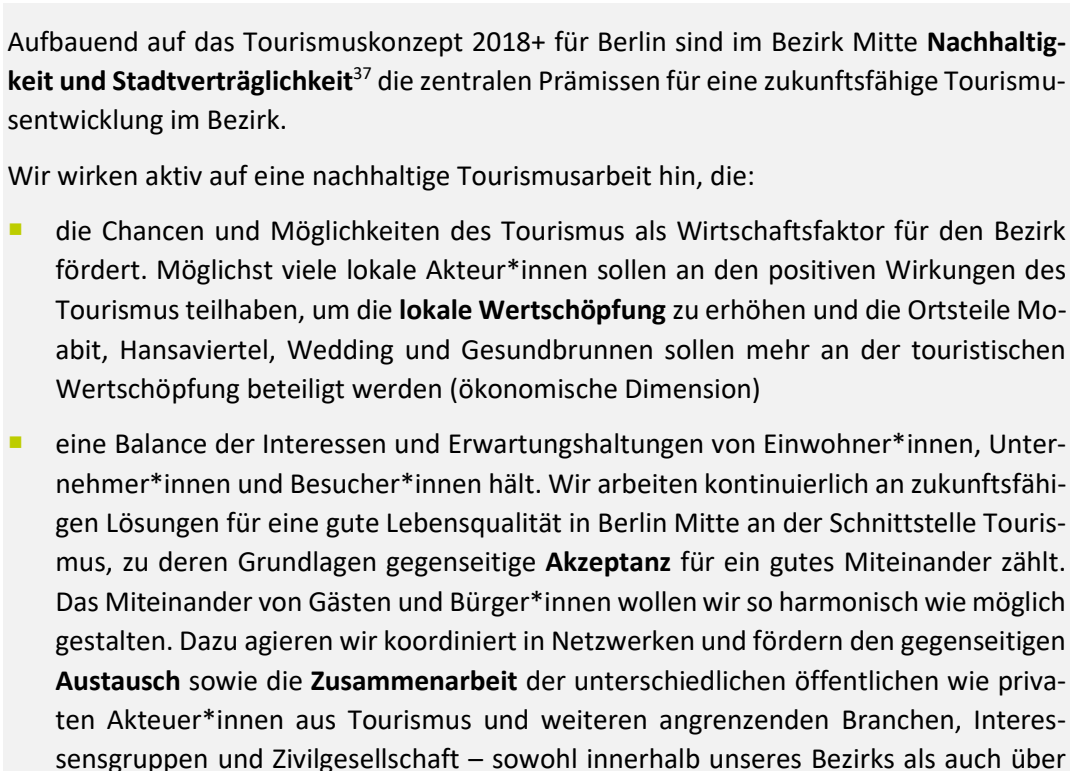 Aufbauend auf das Tourismuskonzept 2018+ für Berlin sind im Bezirk Mitte Nachhaltig-
keit und Stadtverträglichkeit37 die zentralen Prämissen für eine zukunftsfähige Tourismu-
sentwicklung im Bezirk.
Wir wirken aktiv auf eine nachhaltige Tourismusarbeit hin, die:
▪ die Chancen und Möglichkeiten des Tourismus als Wirtschaftsfaktor für den Bezirk
fördert. Möglichst viele lokale Akteur*innen sollen an den positiven Wirkungen des
Tourismus teilhaben, um die lokale Wertschöpfung zu erhöhen und die Ortsteile Mo-
abit, Hansaviertel, Wedding und Gesundbrunnen sollen mehr an der touristischen
Wertschöpfung beteiligt werden (ökonomische Dimension)
▪ eine Balance der Interessen und Erwartungshaltungen von Einwohner*innen, Unter-
nehmer*innen und Besucher*innen hält. Wir arbeiten kontinuierlich an zukunftsfähi-
gen Lösungen für eine gute Lebensqualität in Berlin Mitte an der Schnittstelle Touris-
mus, zu deren Grundlagen gegenseitige Akzeptanz für ein gutes Miteinander zählt.
Das Miteinander von Gästen und Bürger*innen wollen wir so harmonisch wie möglich
gestalten. Dazu agieren wir koordiniert in Netzwerken und fördern den gegenseitigen
Austausch sowie die Zusammenarbeit der unterschiedlichen öffentlichen wie priva-
ten Akteuer*innen aus Tourismus und weiteren angrenzenden Branchen, Interes-
sensgruppen und Zivilgesellschaft – sowohl innerhalb unseres Bezirks als auch über